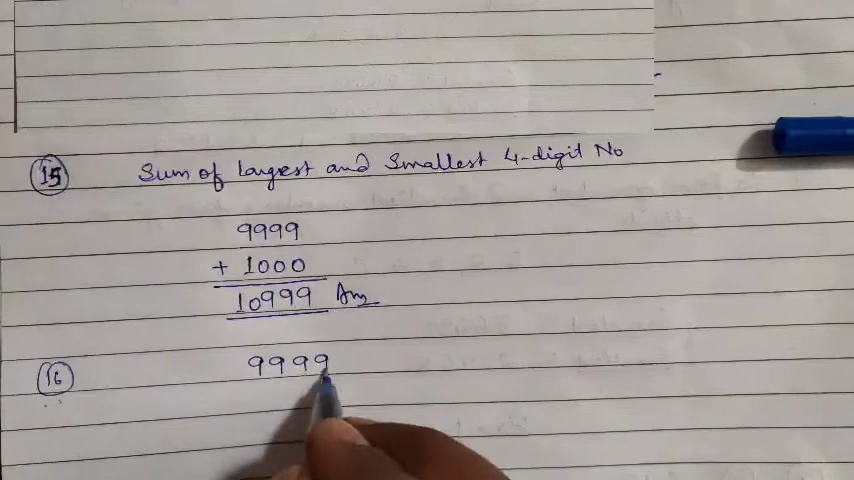 15 Sum of largest and Smallest 4-digit No
9999
+ 1000
10999 Ans
16 9999